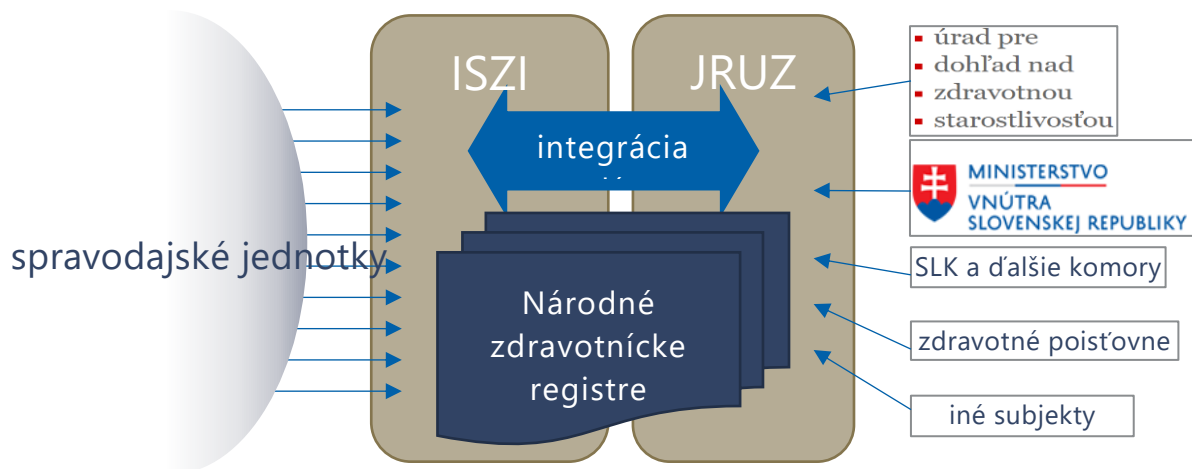 spravodajské jednotky
ISZI
JRUZ
integrácia
Národné
zdravotnícke
registre
úrad pre
dohľad nad
zdravotnou
starostlivosťou
MINISTERSTVO
VNÚTRA
SLOVENSKEJ REPUBLIKY
SLK a ďalšie komory
zdravotné poisťovne
iné subjekty